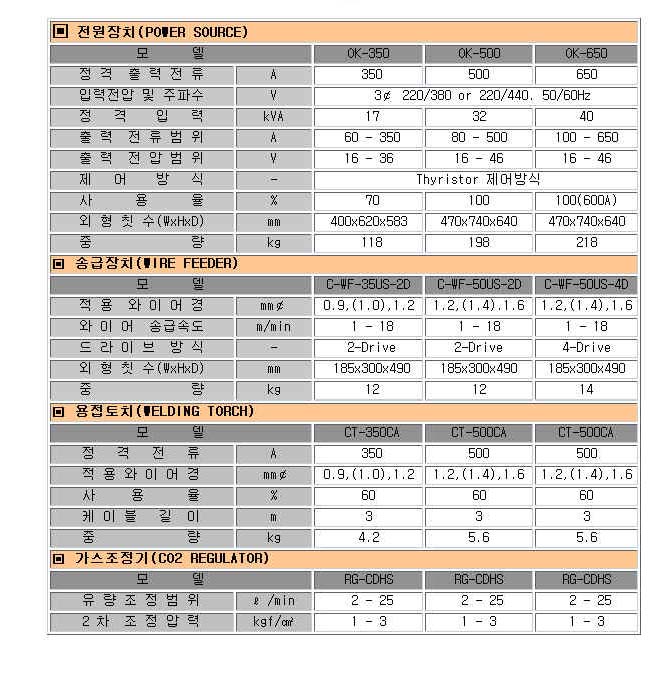 전원장치(POWER SOURCE)
모 델 OK-350 OK-500 OK-650
정 격 출 력 전 류 A 350 500 650
입력전압 및 주파수 V 3¢ 220/380 or 220/440. 50/60Hz
정 격 입 력 kVA 17 32 40
출 력 전 류 범 위 A 60 - 350 80 - 500 100 - 650
출 력 전 압 범 위 V 16 - 36 16 - 46 16 - 46
제 어 방 식 - Thyristor 제어방식
사 용 율 % 70 100 100(600A)
외 형 칫 수(WxHxD) mm 400x620x583 470x740x640 470x740x640
중 량 kg 118 198 218
송급장치(WIRE FEEDER)
모 델 C-WF-35US-2D C-WF-50US-2D C-WF-50US-4D
적 용 와 이 어 경 mm¢ 0.9,(1.0),1.2 1.2,(1.4).1.6 1.2,(1.4),1.6
와 이 어 송급속도 m/min 1 - 18 1 - 18 1 - 18
드 라 이 브 방 식 - 2-Drive 2-Drive 4-Drive
외 형 칫 수(WxHxD) mm 185x300x490 185x300x490 185x300x490
중 량 kg 12 12 14
용접토치(WELDING TORCH)
모 델 CT-350CA CT-500CA CT-500CA
정 격 전 류 A 350 500 500
적 용 와 이 어 경 mm¢ 0.9,(1.0),1.2 1.2,(1.4),1.6 1.2,(1.4),1.6
사 용 율 % 60 60 60
케 이 블 길 이 m 3 3 3
중 량 kg 4.2 5.6 5.6
가스조정기(CO2 REGULATOR)
모 델 RG-CDHS RG-CDHS RG-CDHS
유 량 조 정 범 위 ℓ /min 2 - 25 2 - 25 2 - 25
2 차 조 정 압 력 kgf/㎠ 1 - 3 1 - 3 1 - 3